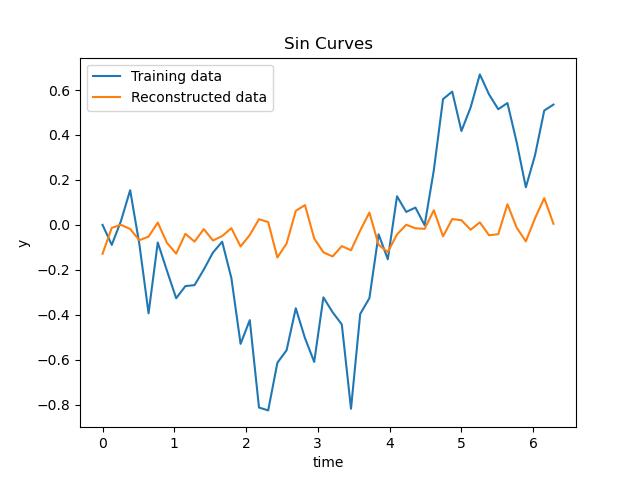 Sin Curves
Training data
Reconstructed data
0.6
0.4
0.2
0.0
−0.2
−0.4
−0.6
−0.8
y
0 1 2 3 4 5 6
time